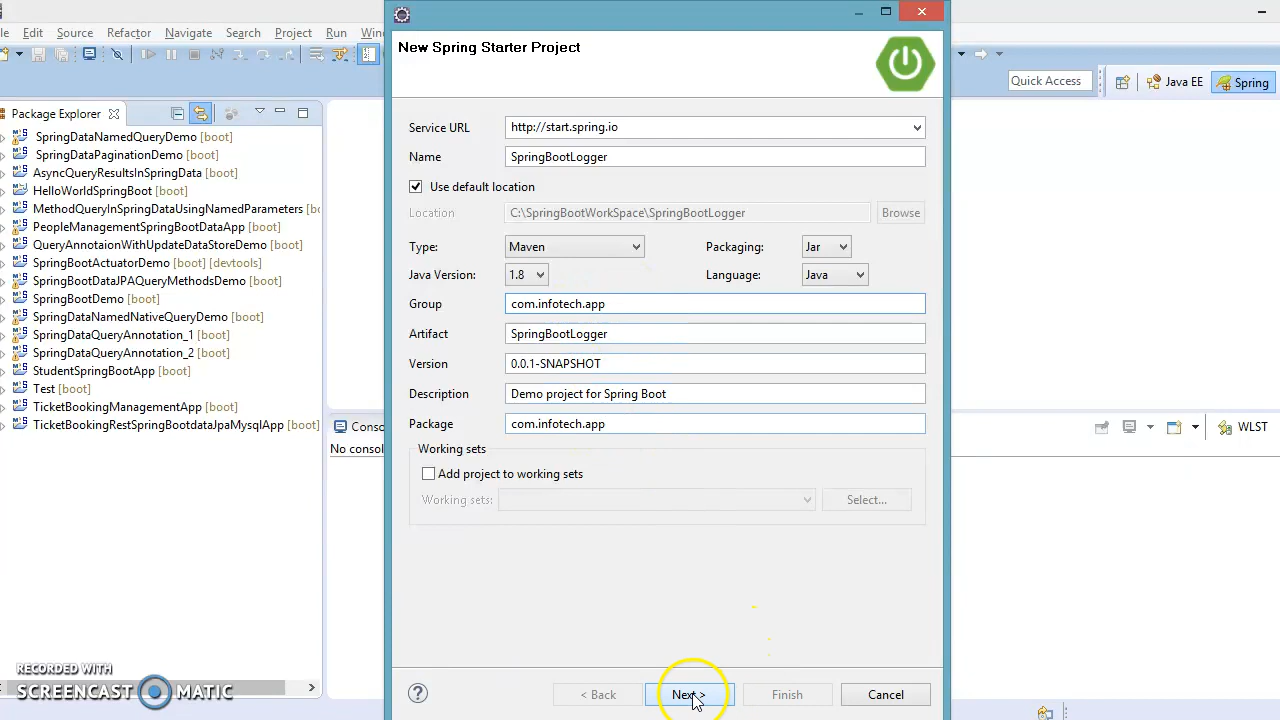 New Spring Starter Project
le Edit Source Refactor Navigate Search Project Run Win
Quick Access Java EE Spring
Package Explorer
SpringDataNamedQueryDemo [boot]
SpringDataPaginationDemo [boot]
AsyncQueryResultsInSpringData [boot]
HelloWorldSpringBoot [boot]
MethodQueryInSpringDataUsingNamedParameters [bo
PeopleManagementSpringBootDataApp [boot]
QueryAnnotaionWithUpdateDataStoreDemo [boot]
SpringBootActuatorDemo [boot] [devtools]
SpringBootDataJPAQueryMethodsDemo [boot]
SpringBootDemo [boot]
SpringDataNamedNativeQueryDemo [boot]
SpringDataQueryAnnotation_1 [boot]
SpringDataQueryAnnotation_2 [boot]
StudentSpringBootApp [boot]
Test [boot]
TicketBookingManagementApp [boot]
TicketBookingRestSpringBootdataJpaMysqlApp [boot]
Service URL http://start.spring.io
Name SpringBootLogger
Use default location
Location C:\SpringBootWorkSpace\SpringBootLogger Browse
Type: Maven Packaging: Jar
Java Version: 1.8 Language: Java
Group com.infotech.app
Artifact SpringBootLogger
Version 0.0.1-SNAPSHOT
Description Demo project for Spring Boot
Package com.infotech.app
Working sets
Add project to working sets
Working sets: Select...
< Back Next > Finish Cancel
Conso
No consol
WLST
RECORDED WITH
SCREENCAST MATIC